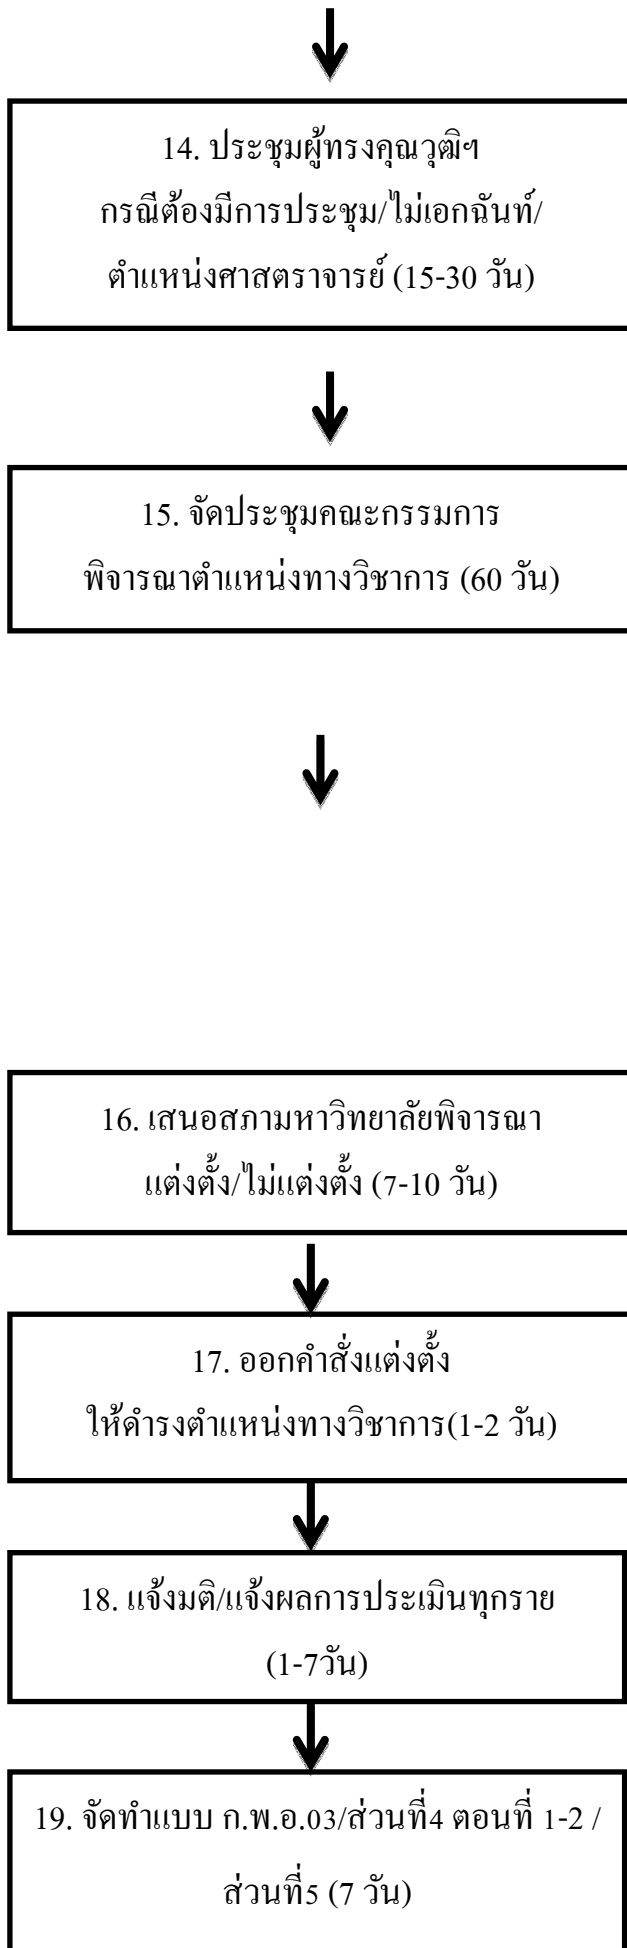 14. ประชุมผู้ทรงคุณวุฒิฯ
กรณีต้องมีการประชุม/ไม่เอกฉันท์/
ตำแหน่งศาสตราจารย์ (15-30 วัน)
15. จัดประชุมคณะกรรมการ
พิจารณาตำแหน่งทางวิชาการ (60 วัน)
16. เสนอสภามหาวิทยาลัยพิจารณา
แต่งตั้ง/ไม่แต่งตั้ง (7-10 วัน)
17. ออกคำสั่งแต่งตั้ง
ให้ดำรงตำแหน่งทางวิชาการ(1-2 วัน)
18. แจ้งมติ/แจ้งผลการประเมินทุกราย
(1-7วัน)
19. จัดทำแบบ ก.พ.อ.03/ส่วนที่4 ตอนที่ 1-2 /
ส่วนที่5 (7 วัน)